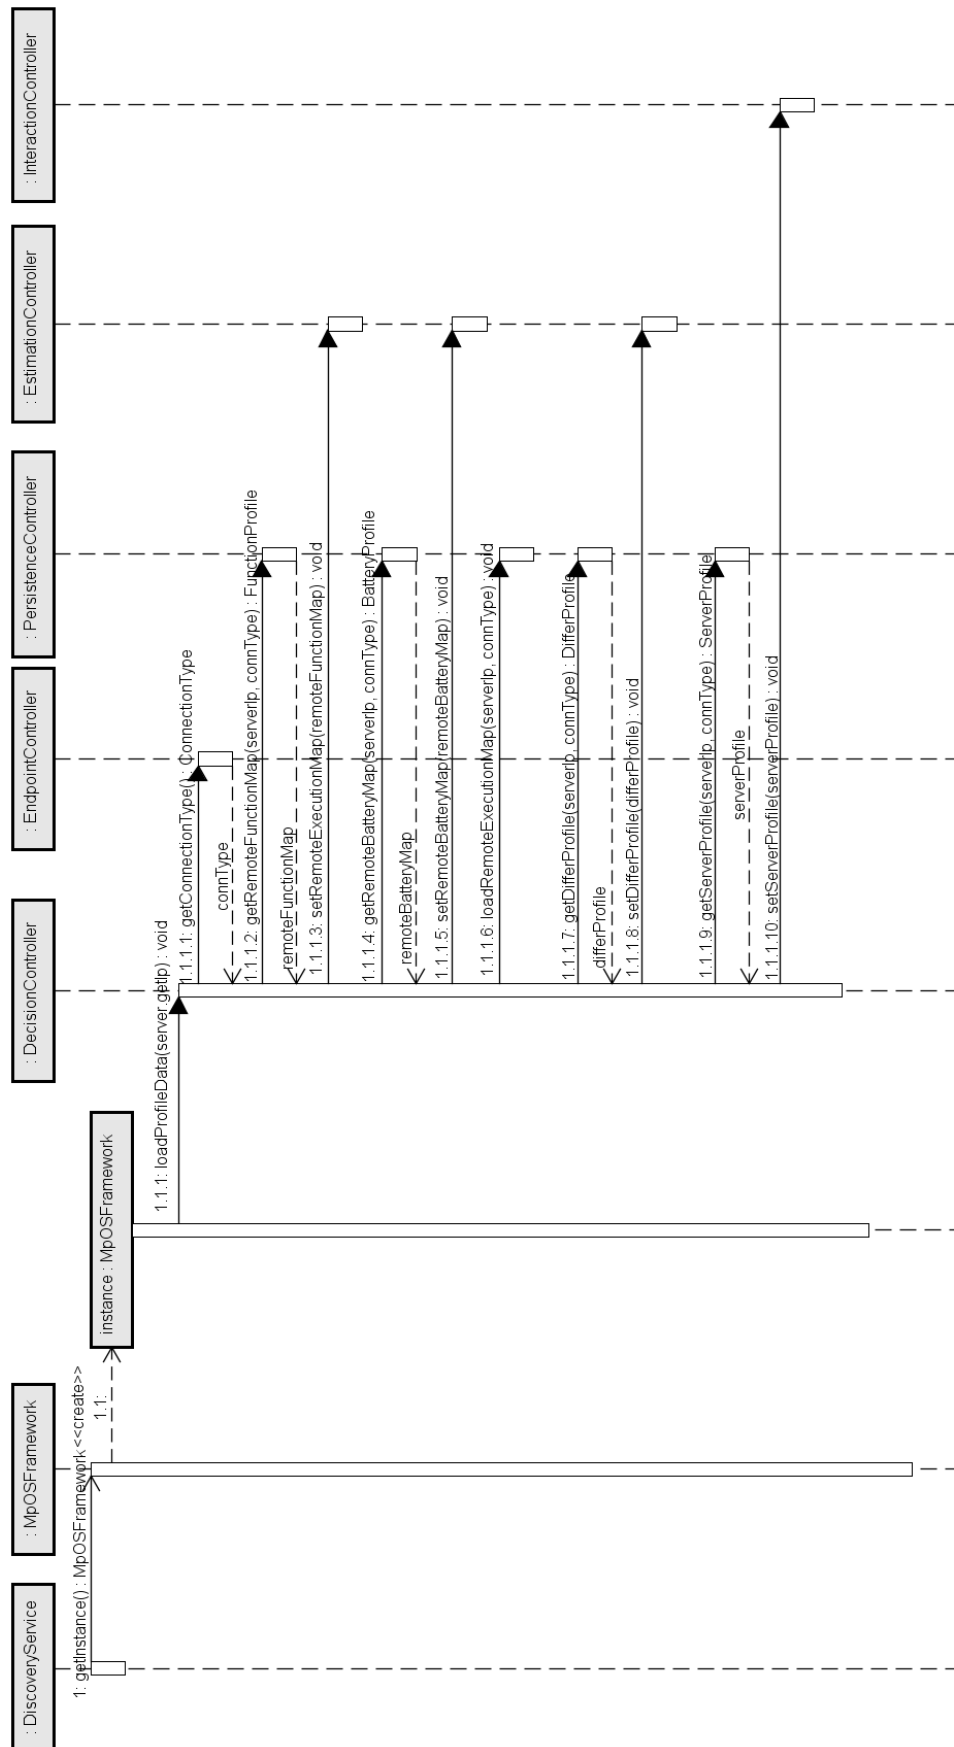 : DiscoveryService
: MpOSFramework
instance : MpOSFramework
: DecisionController
: EndpointController
: PersistenceController
: EstimationController
: InteractionController
1: getInstance() : MpOSFramework
<<create>>
1.1:
1.1.1: loadProfileData(server.getIp) : void
1.1.1.1: getConnectionType() : ConnectionType
connType
1.1.1.2: getRemoteFunctionMap(serverIp, connType) : FunctionProfile
remoteFunctionMap
1.1.1.3: setRemoteExecutionMap(remoteFunctionMap) : void
1.1.1.4: getRemoteBatteryMap(serverIp, connType) : BatteryProfile
remoteBatteryMap
1.1.1.5: setRemoteBatteryMap(remoteBatteryMap) : void
1.1.1.6: loadRemoteExecutionMap(serverIp, connType) : void
1.1.1.7: getDifferProfile(serverIp, connType) : DifferProfile
differProfile
1.1.1.8: setDifferProfile(differProfile) : void
1.1.1.9: getServerProfile(serverIp, connType) : ServerProfile
serverProfile
1.1.1.10: setServerProfile(serverProfile) : void